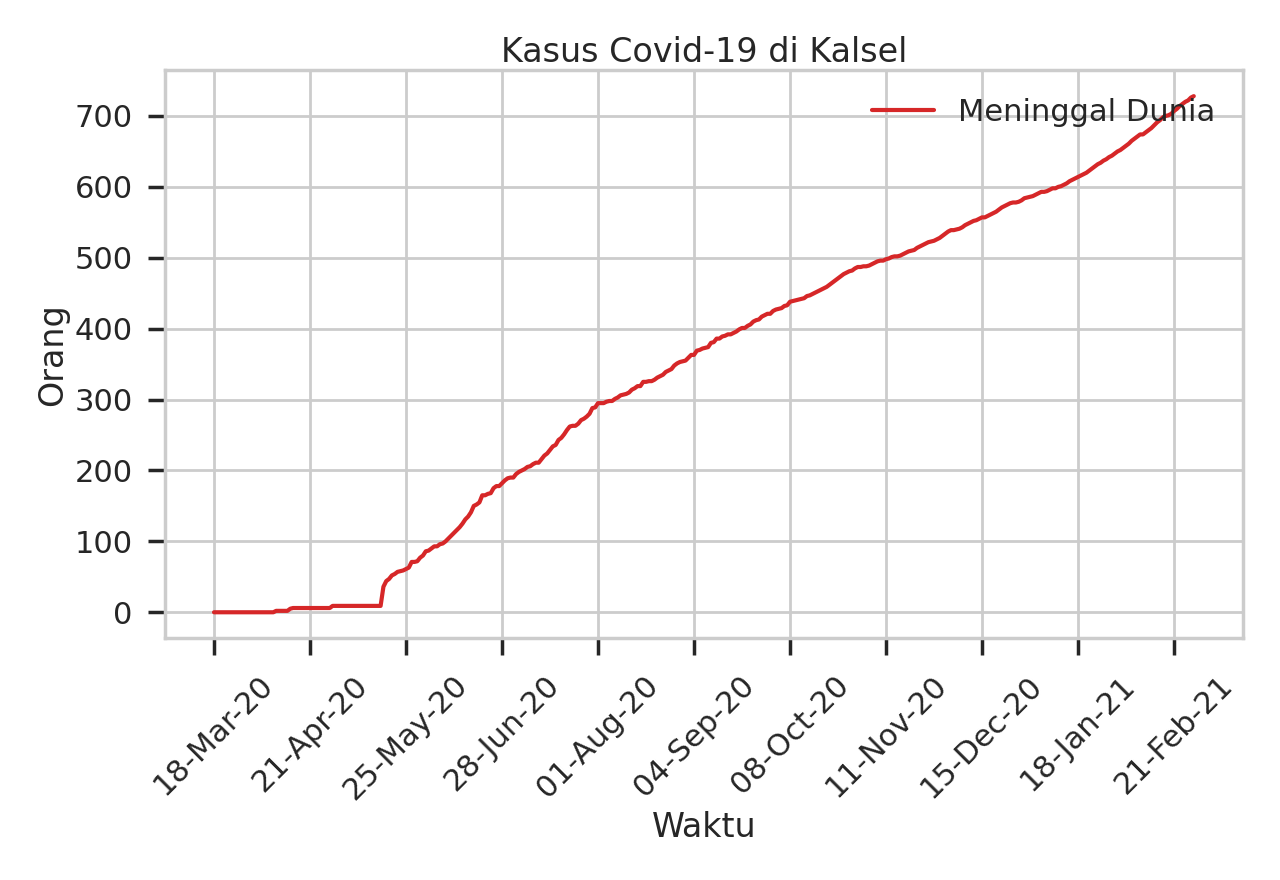 Kasus Covid-19 di Kalsel
Meninggal Dunia
700
600
500
400
300
200
100
0
Orang
18-Mar-20
21-Apr-20
25-May-20
28-Jun-20
01-Aug-20
04-Sep-20
08-Oct-20
11-Nov-20
15-Dec-20
18-Jan-21
21-Feb-21
Waktu